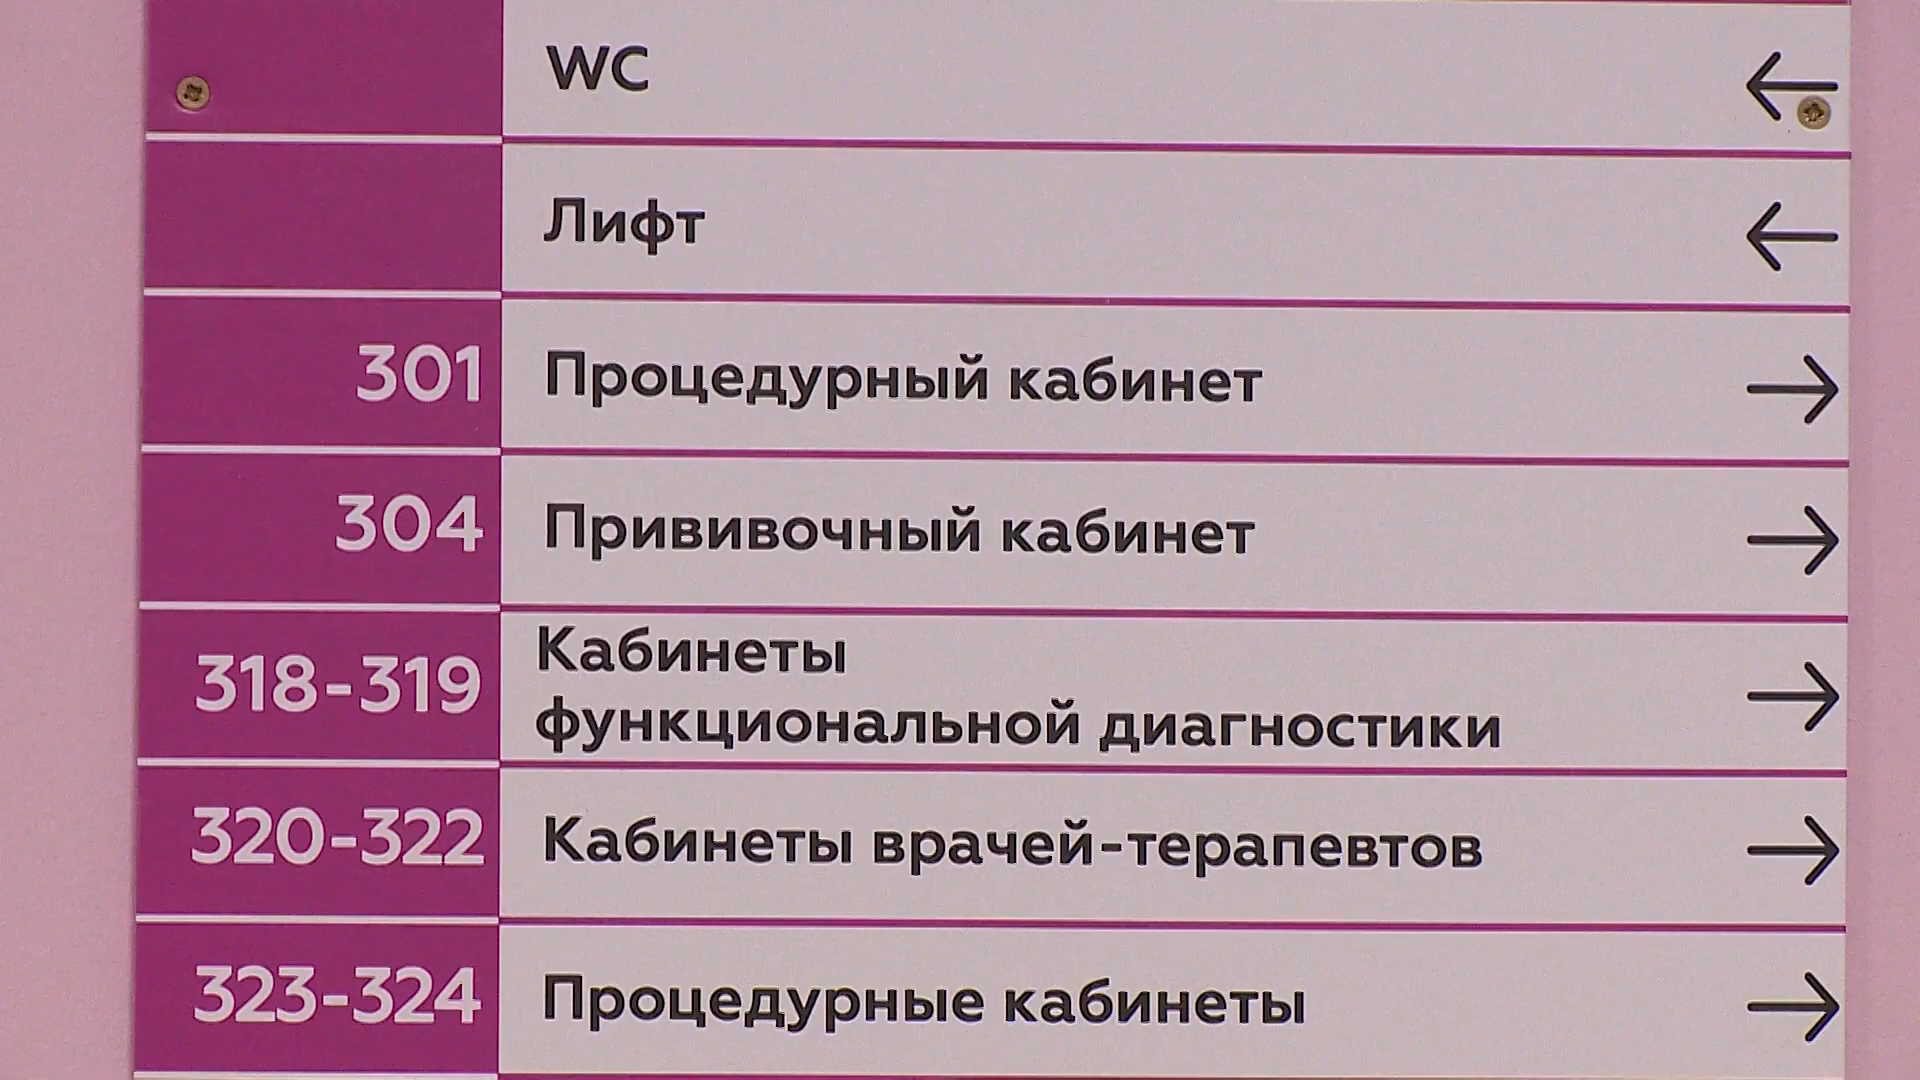 WC ←
Лифт ←
301 Процедурный кабинет →
304 Прививочный кабинет →
318-319 Кабинеты
функциональной диагностики →
320-322 Кабинеты врачей-терапевтов →
323-324 Процедурные кабинеты →